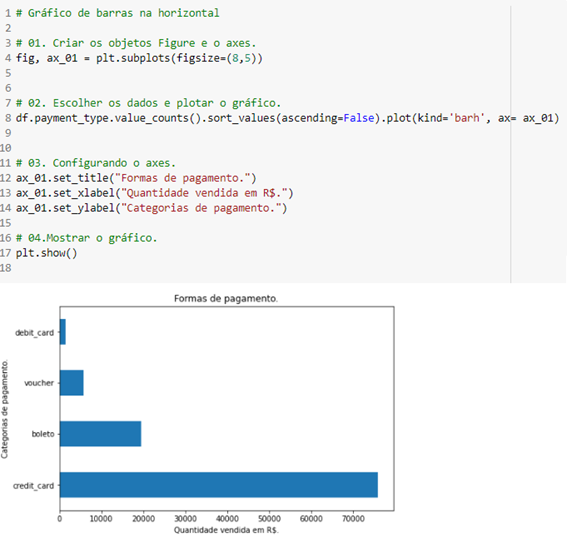 1 # Gráfico de barras na horizontal
2
3 # 01. Criar os objetos Figure e o axes.
4 fig, ax_01 = plt.subplots(figsize=(8,5))
5
6
7 # 02. Escolher os dados e plotar o gráfico.
8 df.payment_type.value_counts().sort_values(ascending=False).plot(kind='barh', ax= ax_01)
9
10
11 # 03. Configurando o axes.
12 ax_01.set_title("Formas de pagamento.")
13 ax_01.set_xlabel("Quantidade vendida em R$.")
14 ax_01.set_ylabel("Categorias de pagamento.")
15
16 # 04.Mostrar o gráfico.
17 plt.show()
18
Formas de pagamento.
Categorias de pagamento.
debit_card
voucher
boleto
credit_card
0 10000 20000 30000 40000 50000 60000 70000
Quantidade vendida em R$.